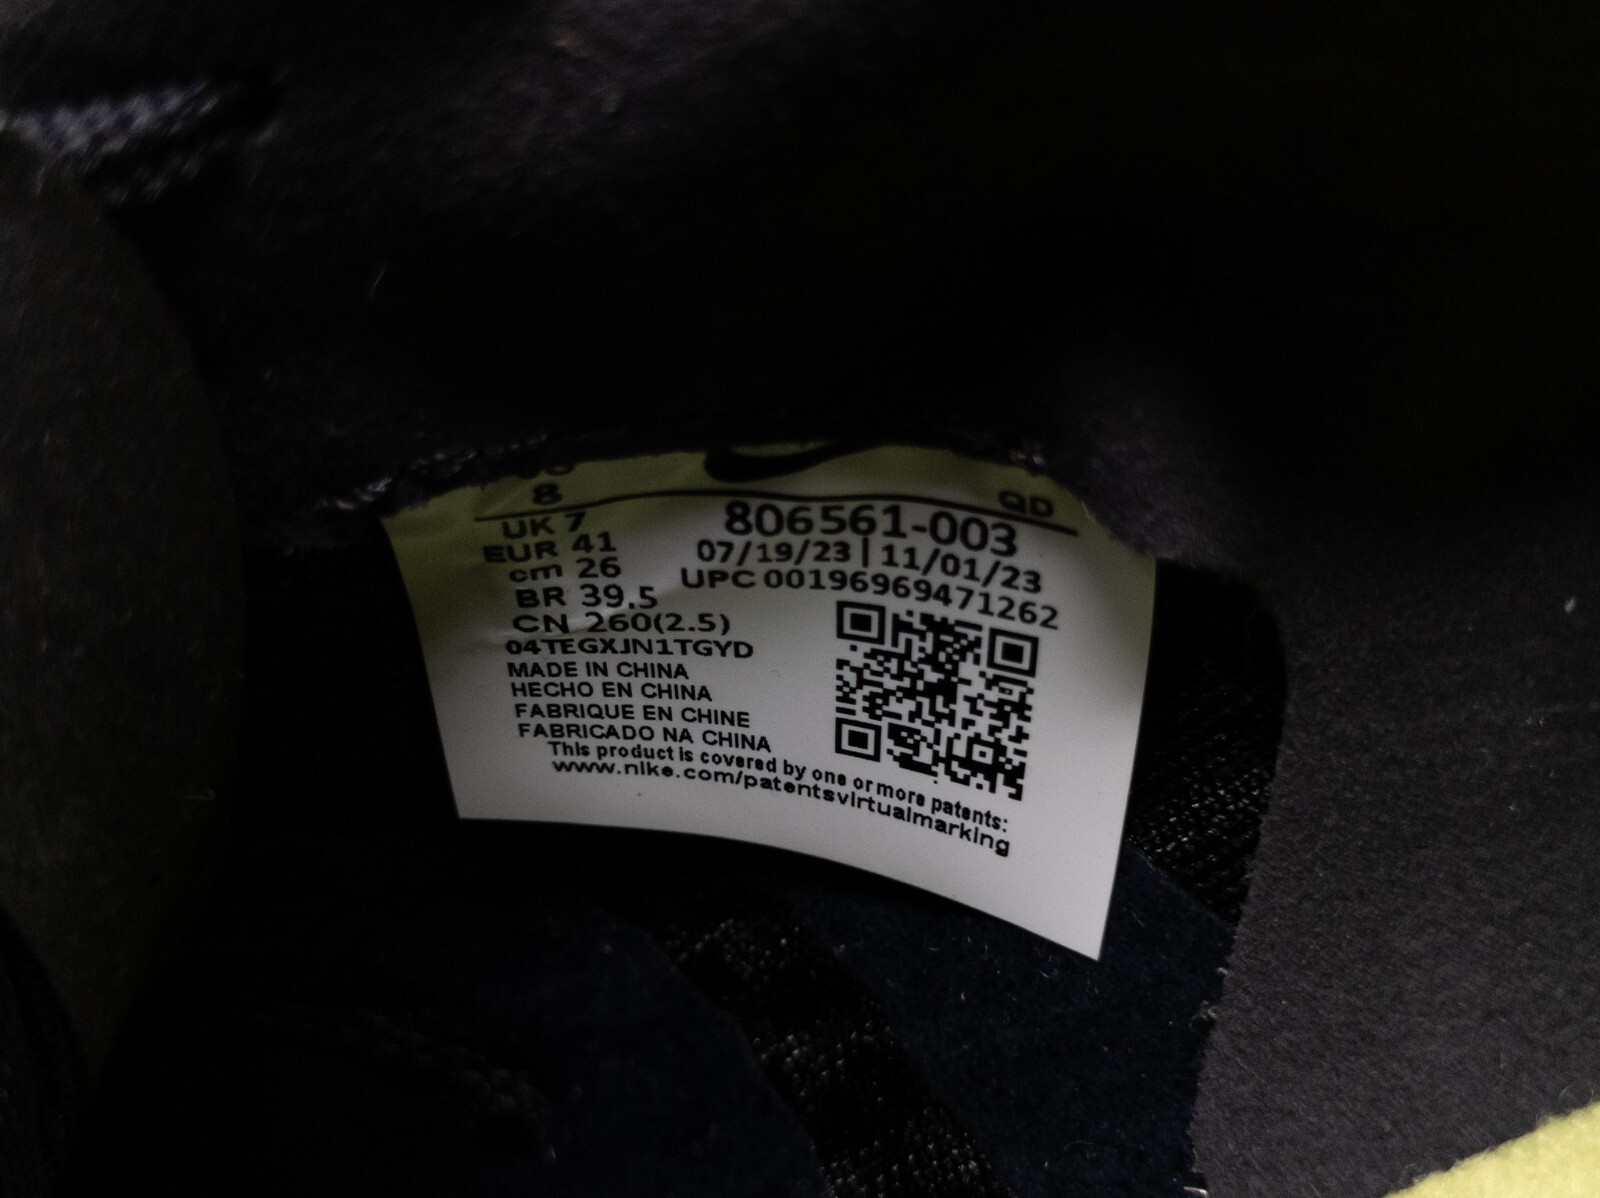 8
QD
UK 7
EUR 41
cm 26
BR 39.5
CN 260(2.5)
806561-003
07/19/23 | 11/01/23
UPC 00196969471262
04TEGXJN1TGYD
MADE IN CHINA
HECHO EN CHINA
FABRIQUE EN CHINE
FABRICADO NA CHINA
This product is covered by one or more patents:
www.nike.com/patentsvirtualmarking